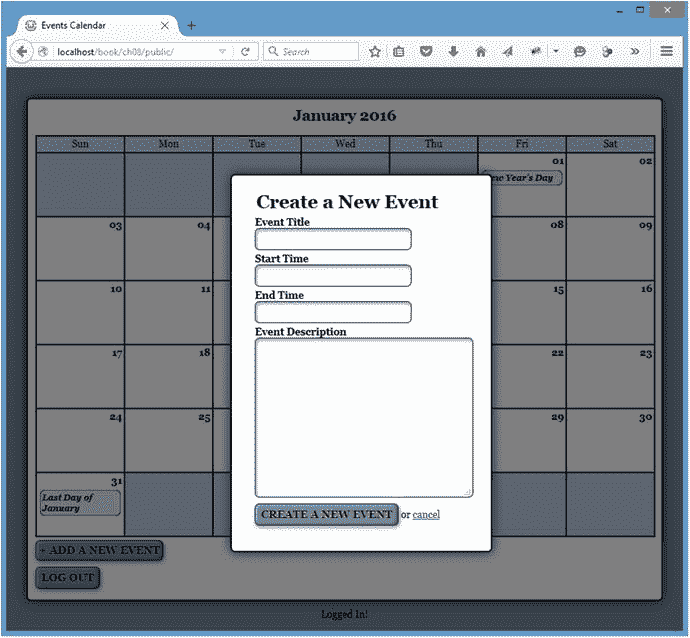 Events Calendar
localhost/book/ch08/public/
Search
January 2016
Sun Mon Tue Wed Thu Fri Sat
01 02
New Year's Day
Create a New Event
Event Title
03 04 08 09
Start Time
End Time
10 11 15 16
Event Description
17 18 22 23
24 25 29 30
31
Last Day of
January
CREATE A NEW EVENT or cancel
+ ADD A NEW EVENT
LOG OUT
Logged In!